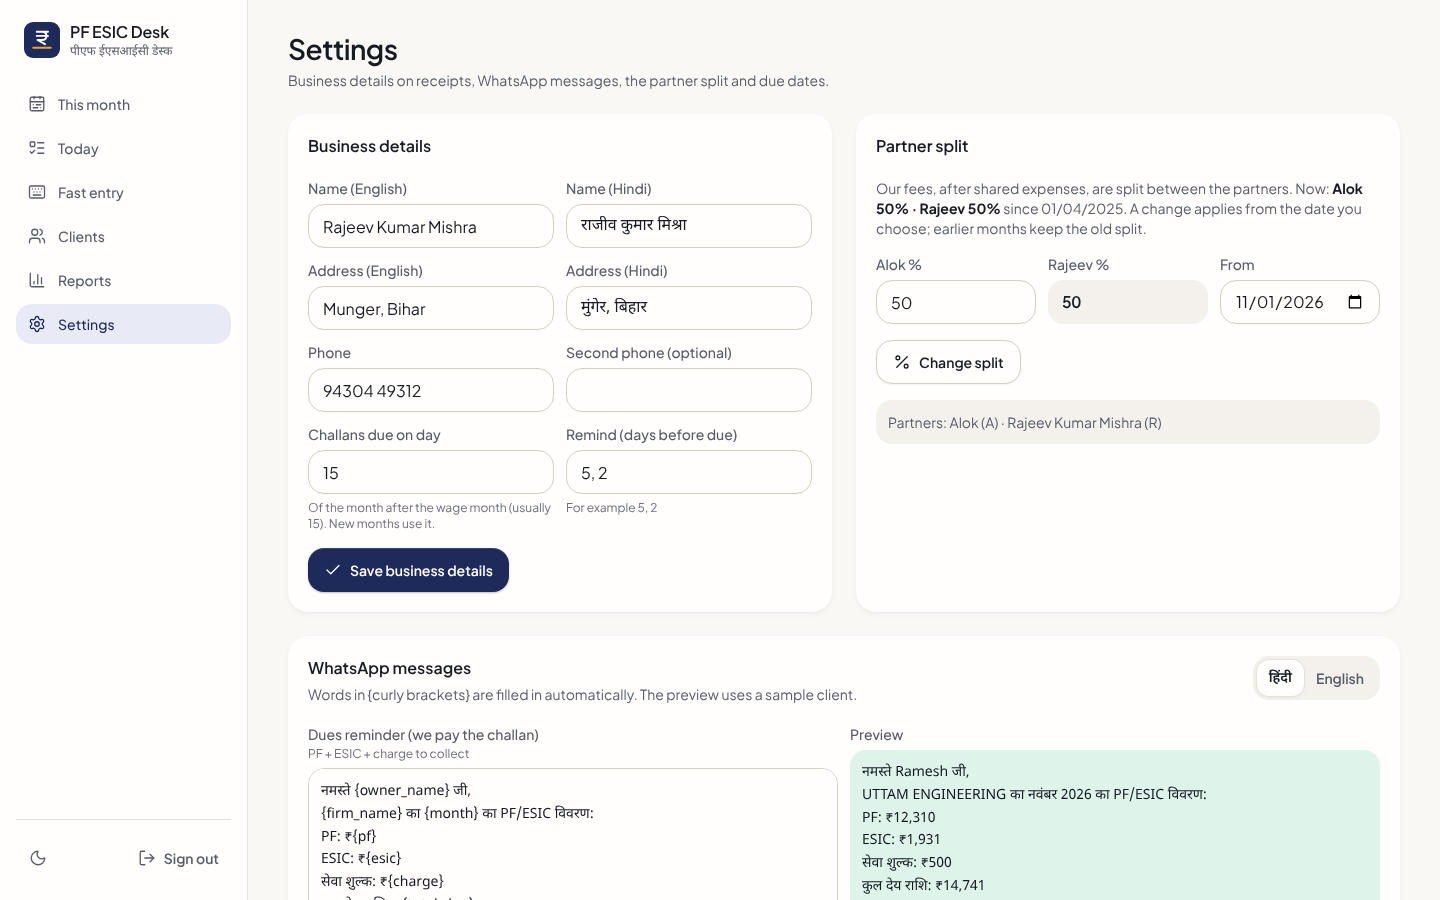 PF ESIC Desk
पीएफ ईएसआईसी डेस्क
This month
Today
Fast entry
Clients
Reports
Settings
Sign out
Settings
Business details on receipts, WhatsApp messages, the partner split and due dates.
Business details
Name (English)
Name (Hindi)
Rajeev Kumar Mishra
राजीव कुमार मिश्रा
Address (English)
Address (Hindi)
Munger, Bihar
मुंगेर, बिहार
Phone
Second phone (optional)
94304 49312
Challans due on day
Remind (days before due)
15
5, 2
Of the month after the wage month (usually
15). New months use it.
For example 5, 2
Save business details
Partner split
Our fees, after shared expenses, are split between the partners. Now: Alok
50% · Rajeev 50% since 01/04/2025. A change applies from the date you
choose; earlier months keep the old split.
Alok %
Rajeev %
From
50
50
11/01/2026
Change split
Partners: Alok (A) · Rajeev Kumar Mishra (R)
WhatsApp messages
Words in {curly brackets} are filled in automatically. The preview uses a sample client.
हिंदी
English
Dues reminder (we pay the challan)
PF + ESIC + charge to collect
नमस्ते {owner_name} जी,
{firm_name} का {month} का PF/ESIC विवरण:
PF: ₹{pf}
ESIC: ₹{esic}
सेवा शुल्क: ₹{charge}
Preview
नमस्ते Ramesh जी,
UTTAM ENGINEERING का नवंबर 2026 का PF/ESIC विवरण:
PF: ₹12,310
ESIC: ₹1,931
सेवा शुल्क: ₹500
कुल देय राशि: ₹14,741